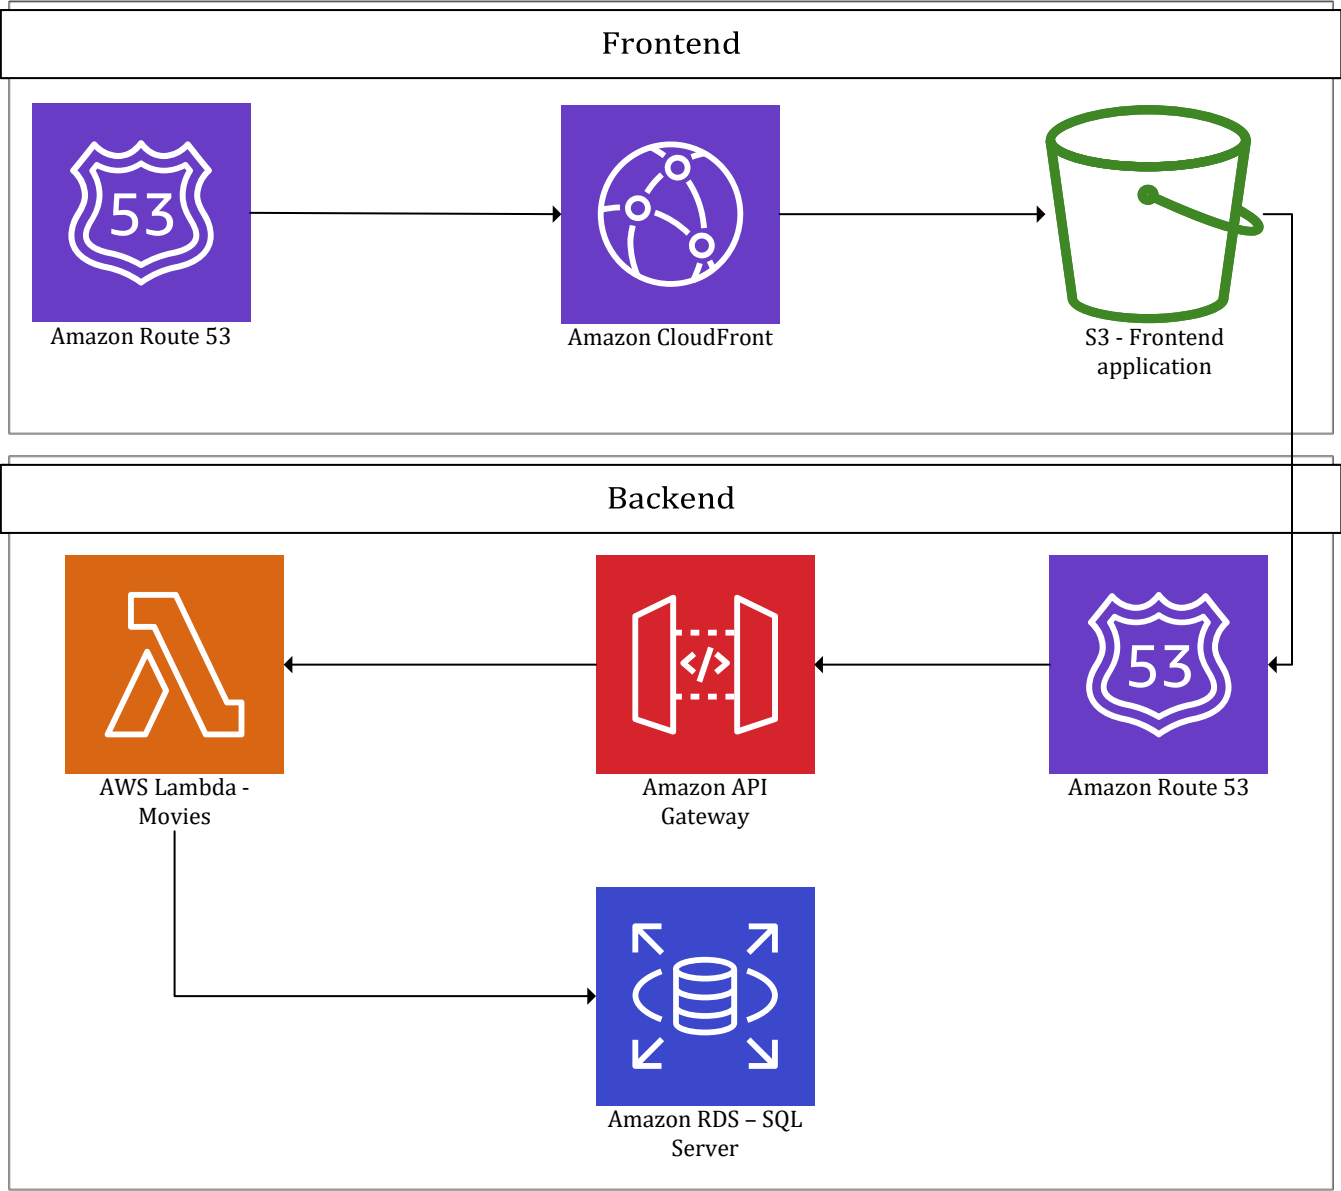 Frontend
53
Amazon Route 53
Amazon CloudFront
S3 - Frontend
application
Backend
AWS Lambda -
Movies
</>
Amazon API
Gateway
53
Amazon Route 53
Amazon RDS – SQL
Server